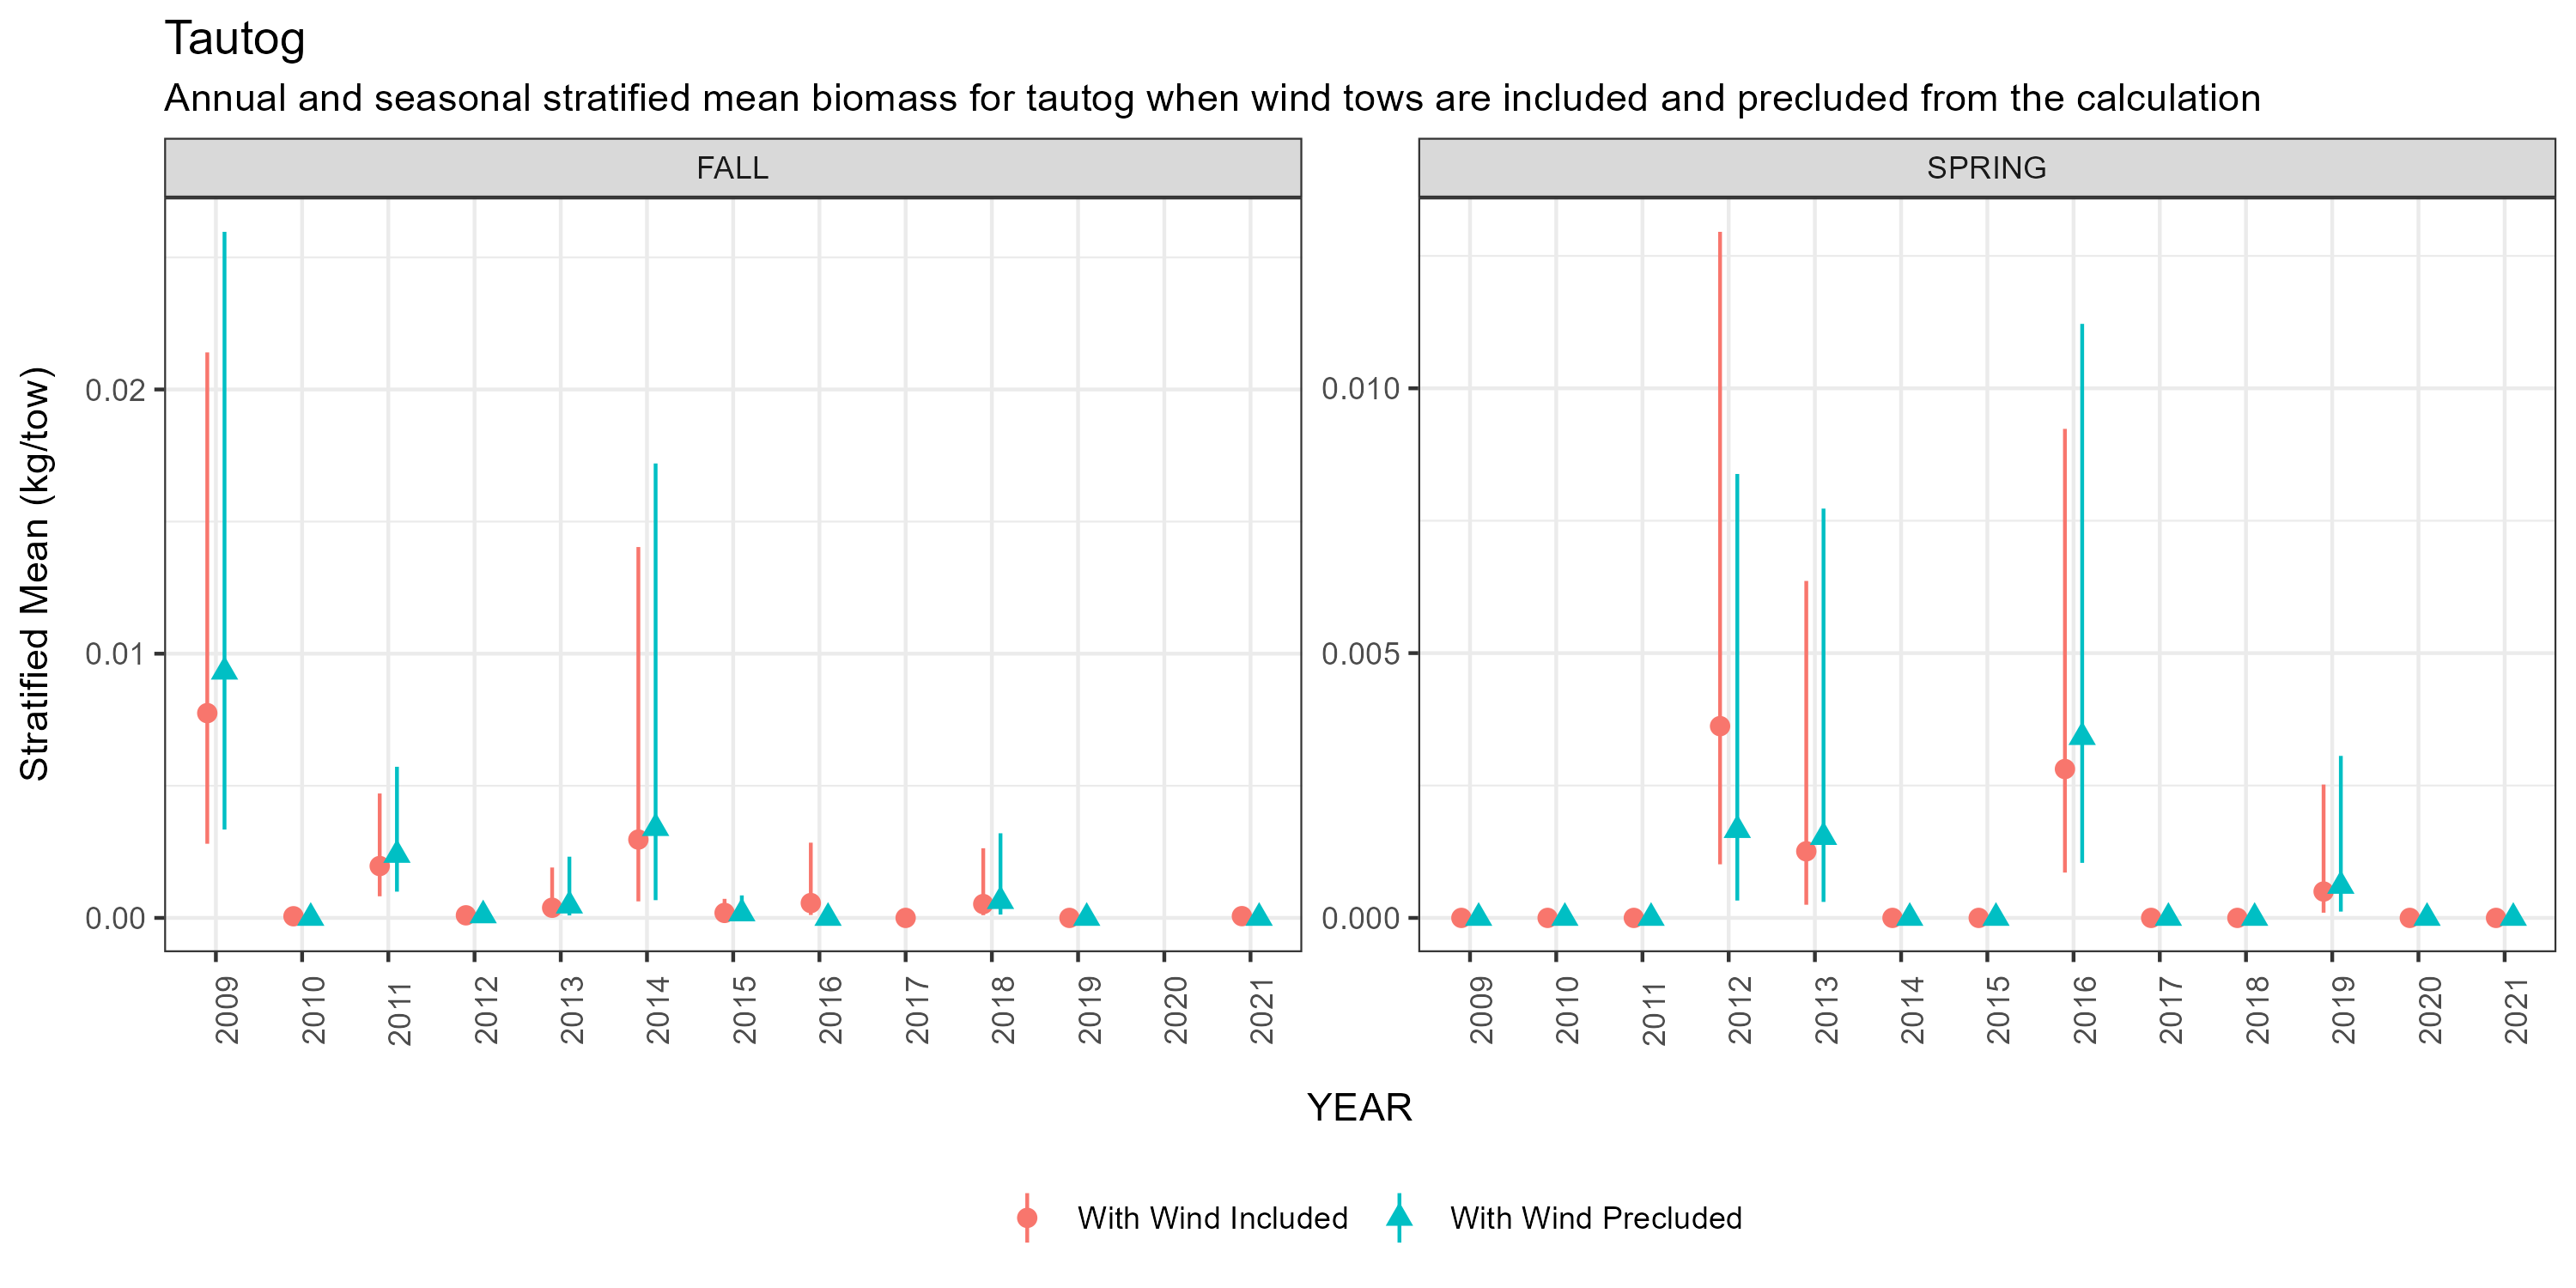 Tautog
Annual and seasonal stratified mean biomass for tautog when wind tows are included and precluded from the calculation
FALL
SPRING
Stratified Mean (kg/tow)
0.02
0.01
0.00
0.010
0.005
0.000
2009 2010 2011 2012 2013 2014 2015 2016 2017 2018 2019 2020 2021
2009 2010 2011 2012 2013 2014 2015 2016 2017 2018 2019 2020 2021
YEAR
With Wind Included
With Wind Precluded